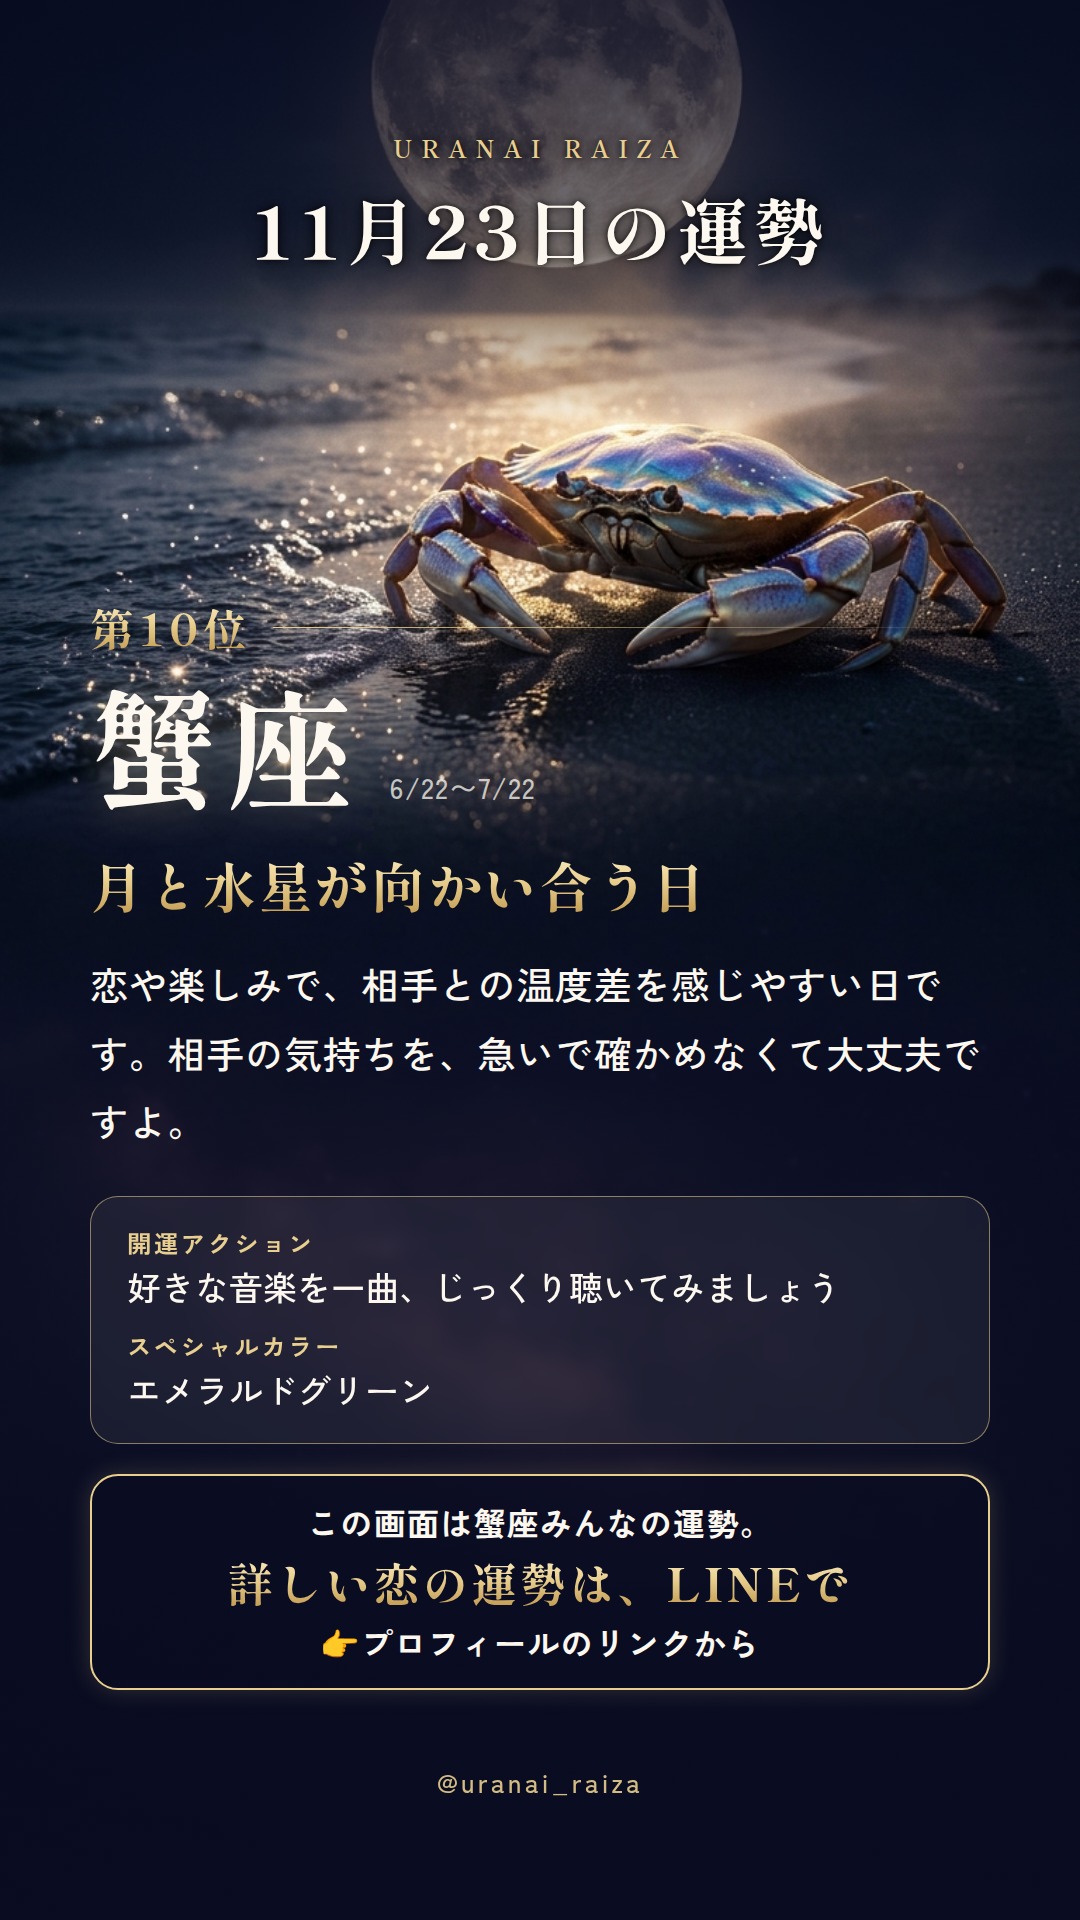 URANAI RAIZA
11月23日の運勢
第10位
蟹座 6/22〜7/22
月と水星が向かい合う日
恋や楽しみで、相手との温度差を感じやすい日で
す。相手の気持ちを、急いで確かめなくて大丈夫で
すよ。
開運アクション
好きな音楽を一曲、じっくり聴いてみましょう
スペシャルカラー
エメラルドグリーン
この画面は蟹座みんなの運勢。
詳しい恋の運勢は、LINEで
👉プロフィールのリンクから
@uranai_raiza